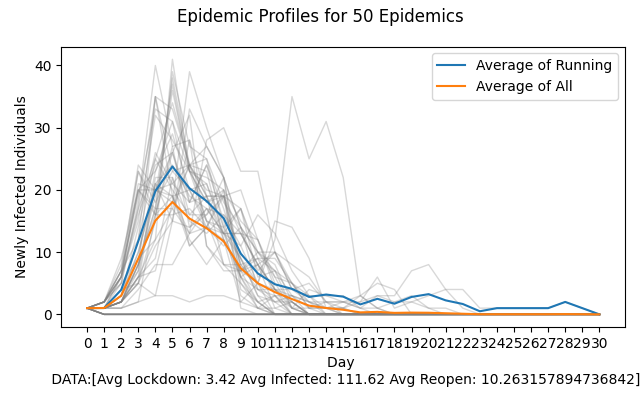 Epidemic Profiles for 50 Epidemics
Average of Running
Average of All
Newly Infected Individuals
40
30
20
10
0
0 1 2 3 4 5 6 7 8 9 10 11 12 13 14 15 16 17 18 19 20 21 22 23 24 25 26 27 28 29 30
Day
DATA:[Avg Lockdown: 3.42 Avg Infected: 111.62 Avg Reopen: 10.263157894736842]